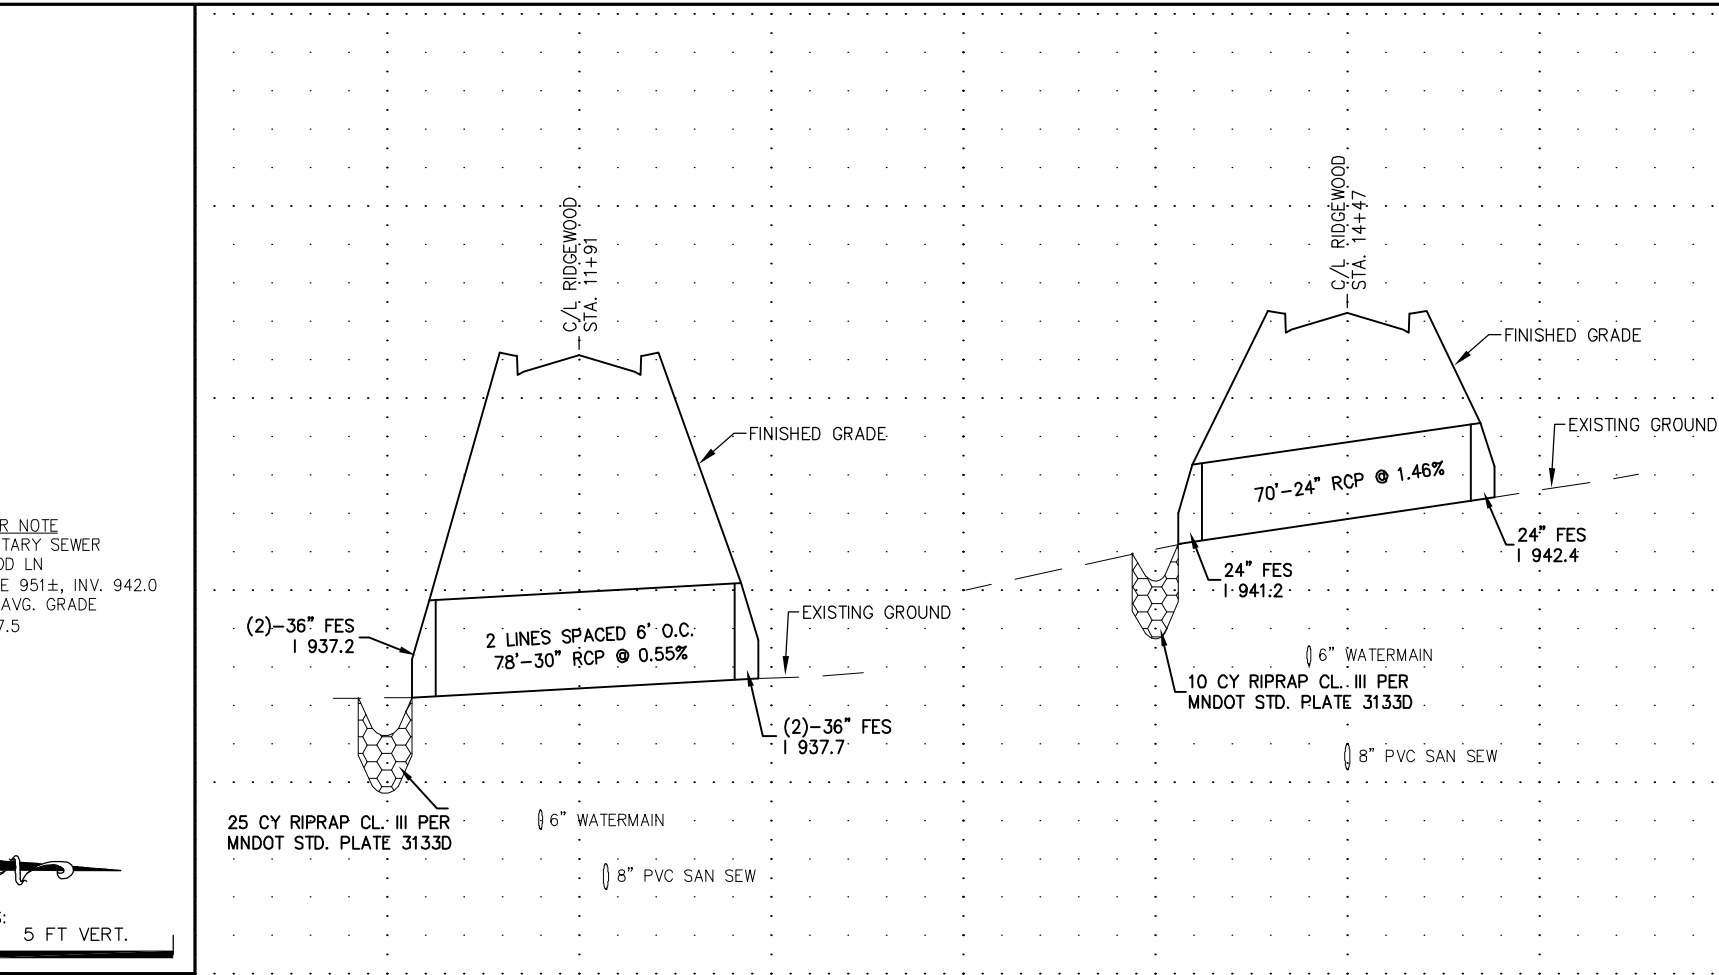 R NOTE
TARY SEWER
OD LN
E 951±, INV. 942.0
AVG. GRADE
7.5
5 FT VERT.
C/L RIDGEWOOD
STA. 11+91
FINISHED GRADE
(2)-36" FES
I 937.2
2 LINES SPACED 6' O.C.
78'-30" RCP @ 0.55%
EXISTING GROUND
(2)-36" FES
I 937.7
25 CY RIPRAP CL. III PER
MNDOT STD. PLATE 3133D
6" WATERMAIN
8" PVC SAN SEW
C/L RIDGEWOOD
STA. 14+47
FINISHED GRADE
EXISTING GROUND
70'-24" RCP @ 1.46%
24" FES
I 942.4
24" FES
I 941.2
6" WATERMAIN
10 CY RIPRAP CL. III PER
MNDOT STD. PLATE 3133D
8" PVC SAN SEW